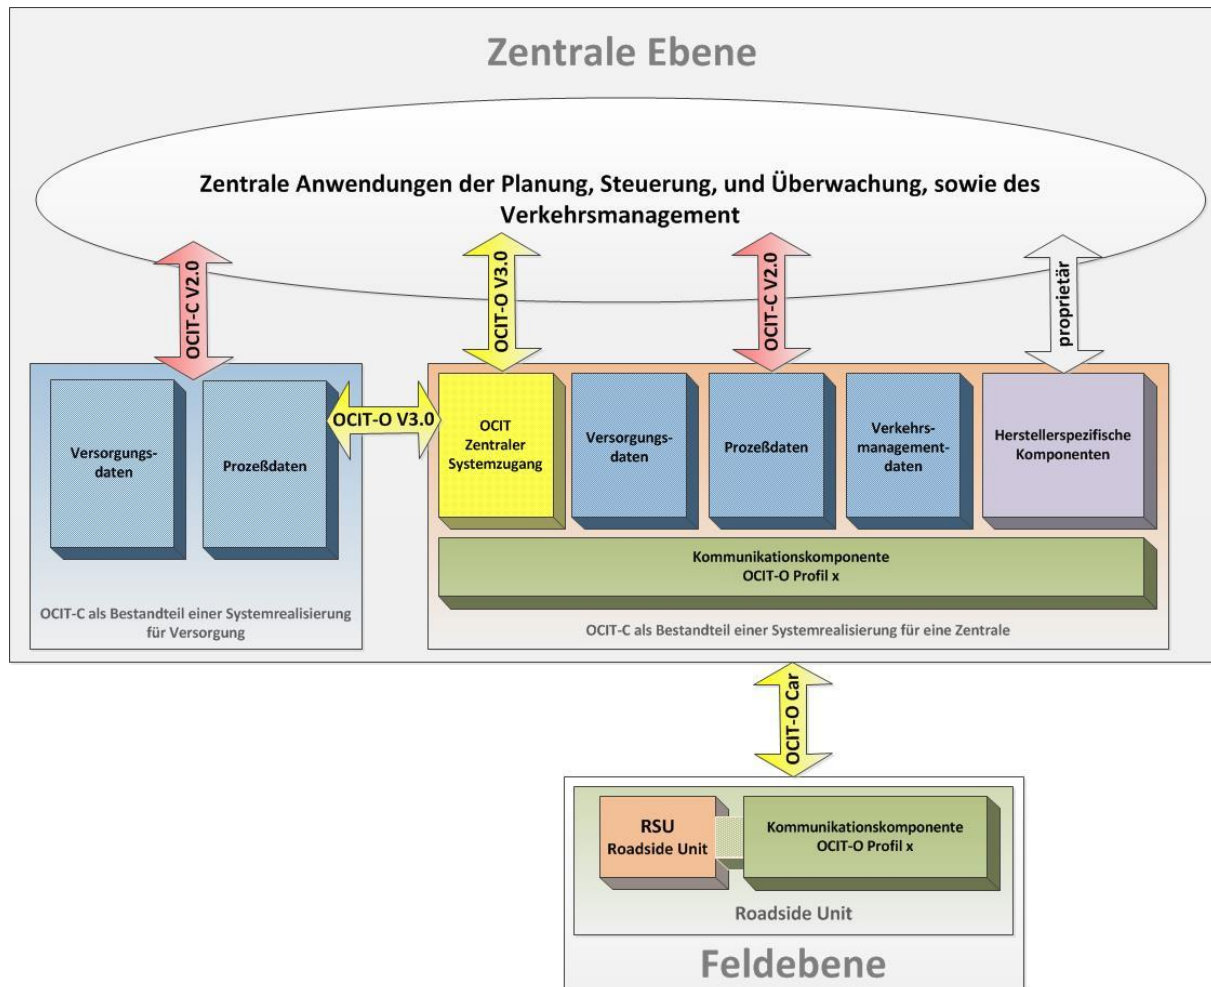 Zentrale Ebene
Zentrale Anwendungen der Planung, Steuerung, und Überwachung, sowie des
Verkehrsmanagement
OCIT-C V2.0
OCIT-O V3.0
OCIT-C V2.0
proprietär
Versorgungs-
daten
Prozeßdaten
OCIT-O V3.0
OCIT
Zentraler
Systemzugang
Versorgungs-
daten
Prozeßdaten
Verkehrs-
management-
daten
Herstellerspezifische
Komponenten
Kommunikationskomponente
OCIT-O Profil x
OCIT-C als Bestandteil einer Systemrealisierung
für Versorgung
OCIT-C als Bestandteil einer Systemrealisierung für eine Zentrale
OCIT-O Car
RSU
Roadside Unit
Kommunikationskomponente
OCIT-O Profil x
Roadside Unit
Feldebene